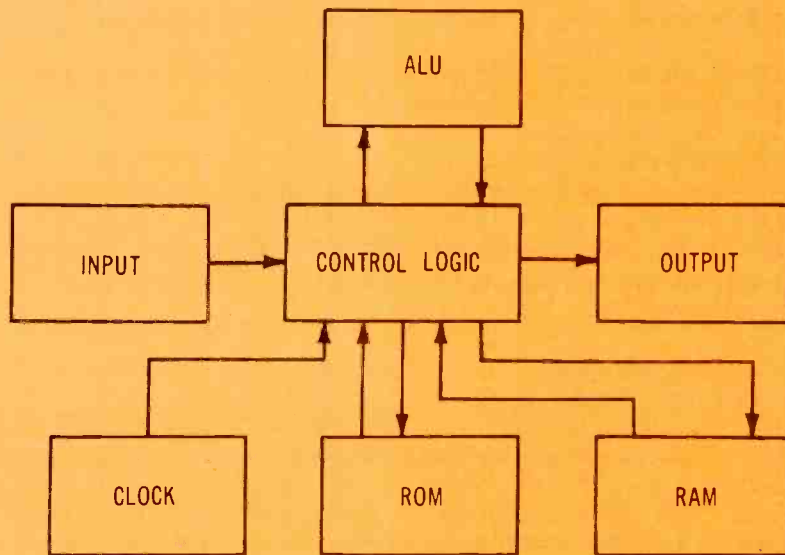 ALU
INPUT
CONTROL LOGIC
OUTPUT
CLOCK
ROM
RAM